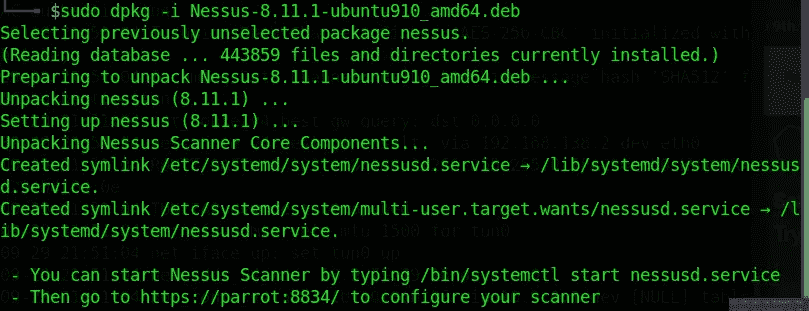 $sudo dpkg -i Nessus-8.11.1-ubuntu910_amd64.deb
Selecting previously unselected package nessus.
(Reading database ... 443859 files and directories currently installed.)
Preparing to unpack Nessus-8.11.1-ubuntu910_amd64.deb ...
Unpacking nessus (8.11.1) ...
Setting up nessus (8.11.1) ...
Unpacking Nessus Scanner Core Components...
Created symlink /etc/systemd/system/nessusd.service → /lib/systemd/system/nessus
d.service.
Created symlink /etc/systemd/system/multi-user.target.wants/nessusd.service → /l
ib/systemd/system/nessusd.service.
- You can start Nessus Scanner by typing /bin/systemctl start nessusd.service
- Then go to https://parrot:8834/ to configure your scanner